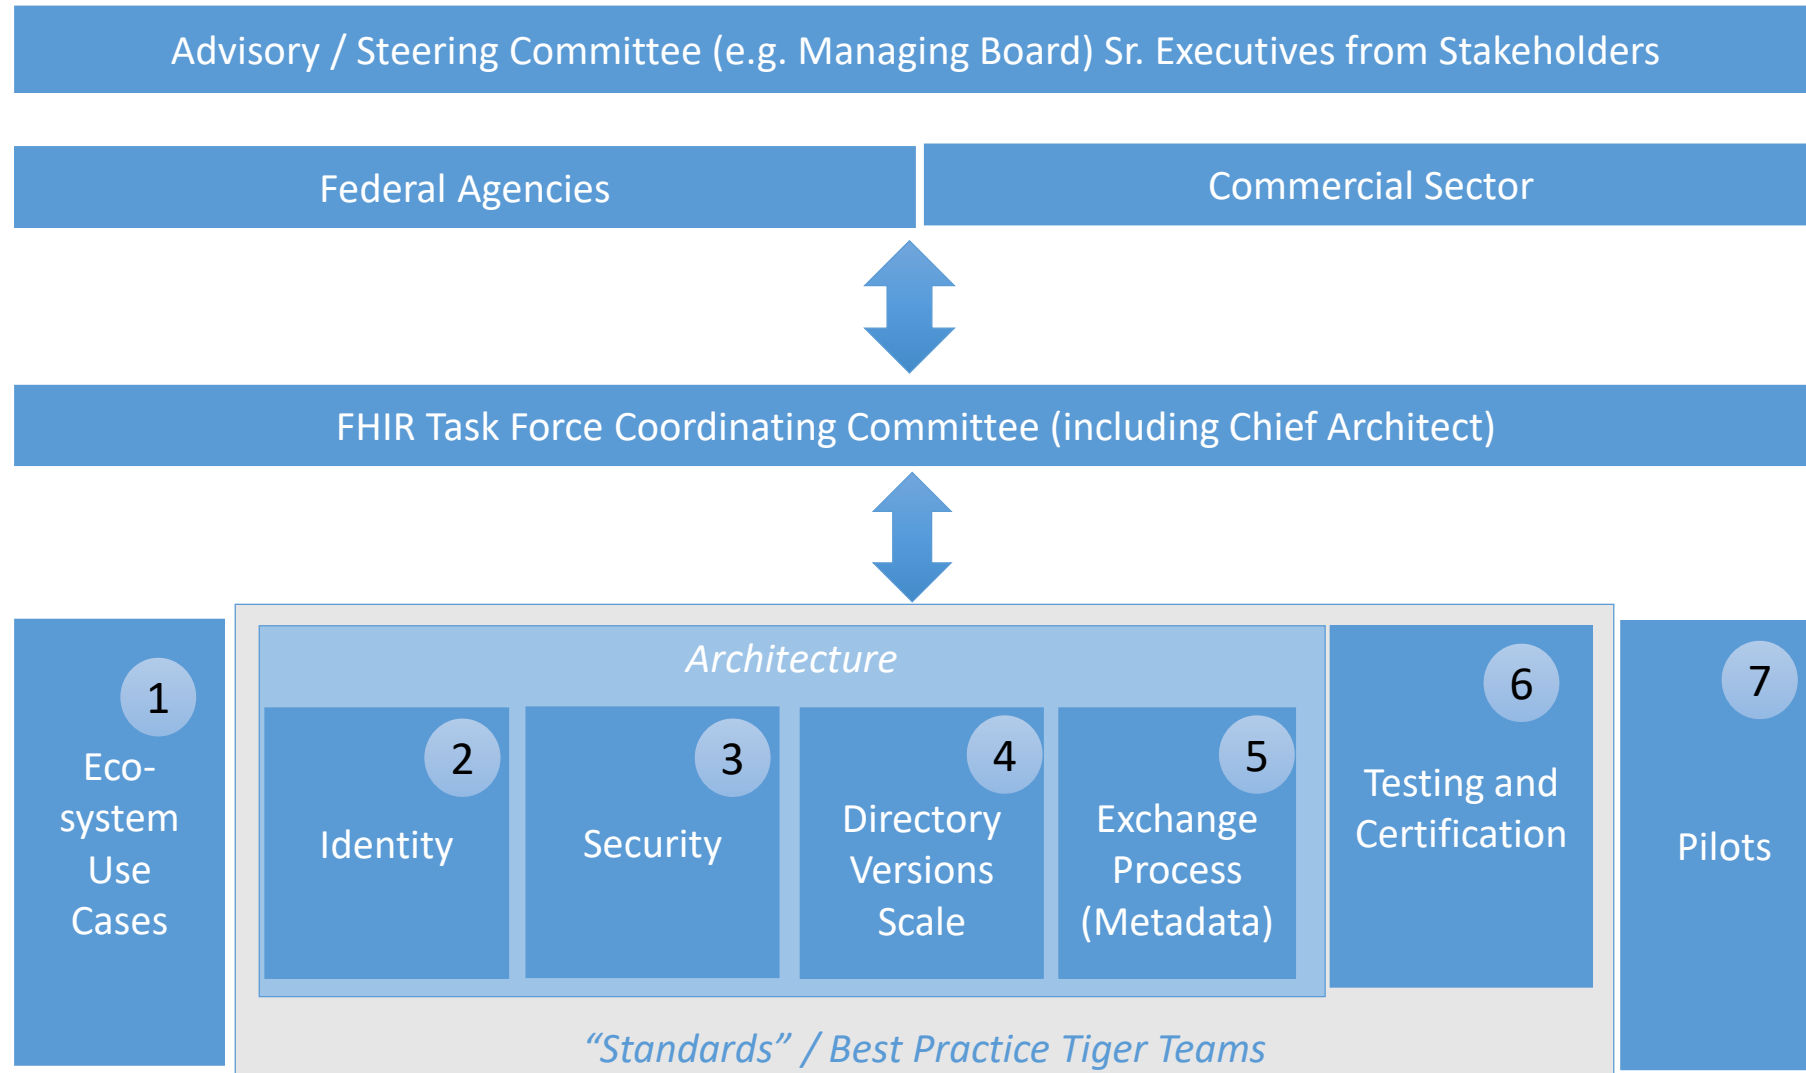 Advisory / Steering Committee (e.g. Managing Board) Sr. Executives from Stakeholders
Federal Agencies
Commercial Sector
FHIR Task Force Coordinating Committee (including Chief Architect)
1
Eco-
system
Use
Cases
Architecture
2
Identity
3
Security
4
Directory
Versions
Scale
5
Exchange
Process
(Metadata)
6
Testing and
Certification
7
Pilots
“Standards” / Best Practice Tiger Teams